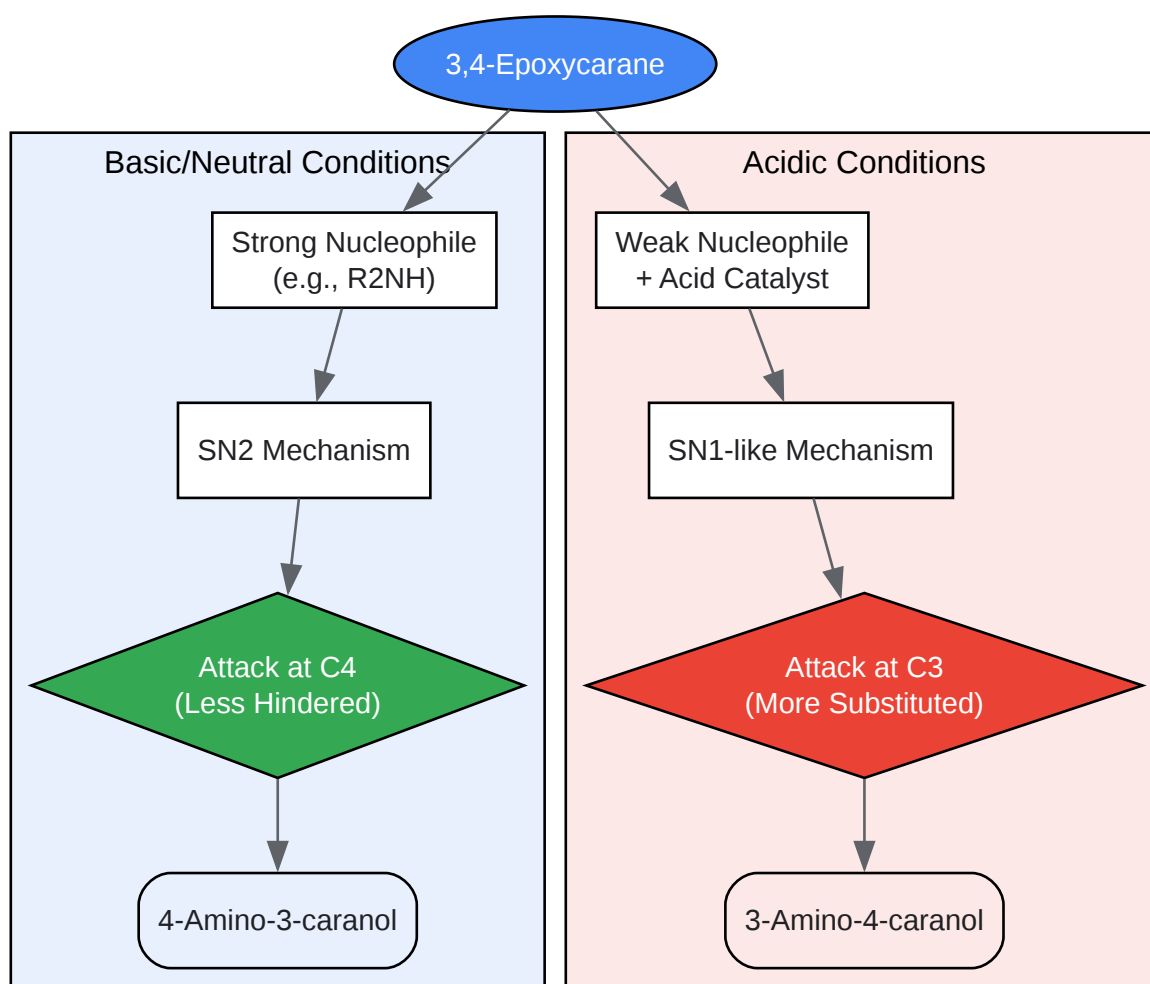 3,4-Epoxycarane
Basic/Neutral Conditions
Strong Nucleophile
(e.g., R2NH)
SN2 Mechanism
Attack at C4
(Less Hindered)
4-Amino-3-caranol
Acidic Conditions
Weak Nucleophile
+ Acid Catalyst
SN1-like Mechanism
Attack at C3
(More Substituted)
3-Amino-4-caranol